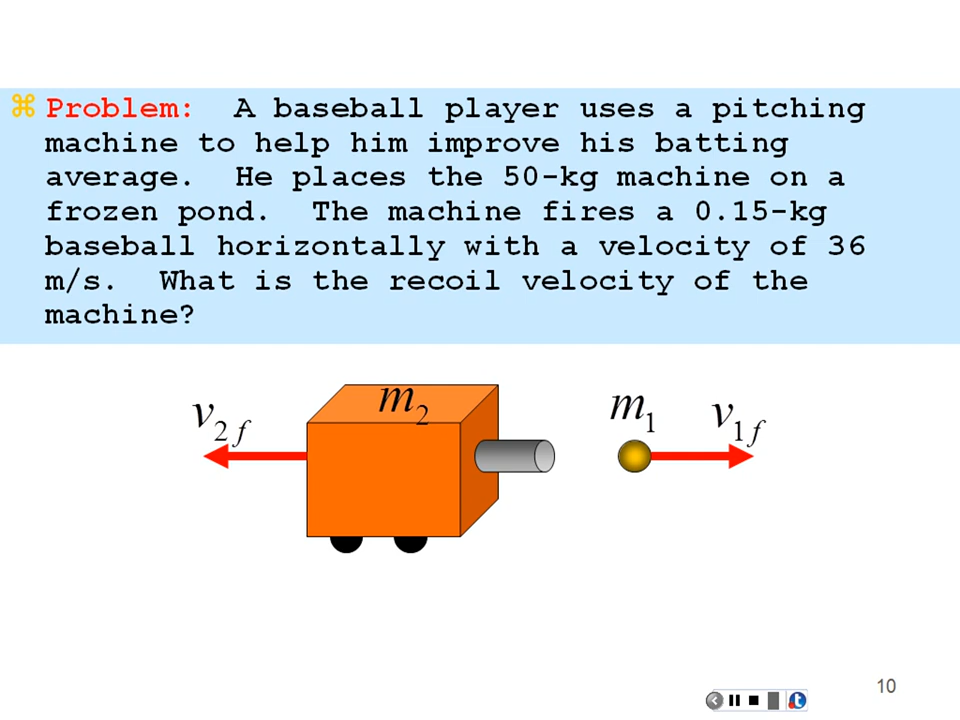 ⌘ Problem: A baseball player uses a pitching
machine to help him improve his batting
average. He places the 50-kg machine on a
frozen pond. The machine fires a 0.15-kg
baseball horizontally with a velocity of 36
m/s. What is the recoil velocity of the
machine?
v2f m2 m1 v1f
10